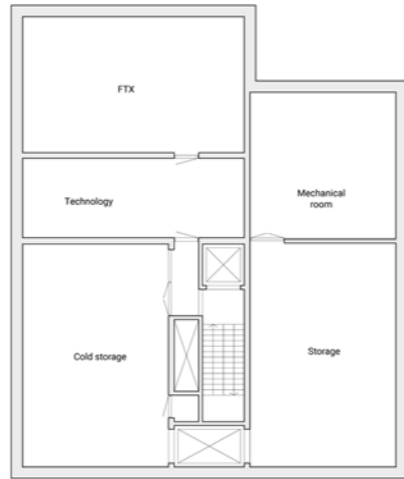 FTX
Technology
Mechanical
room
Cold storage
Storage